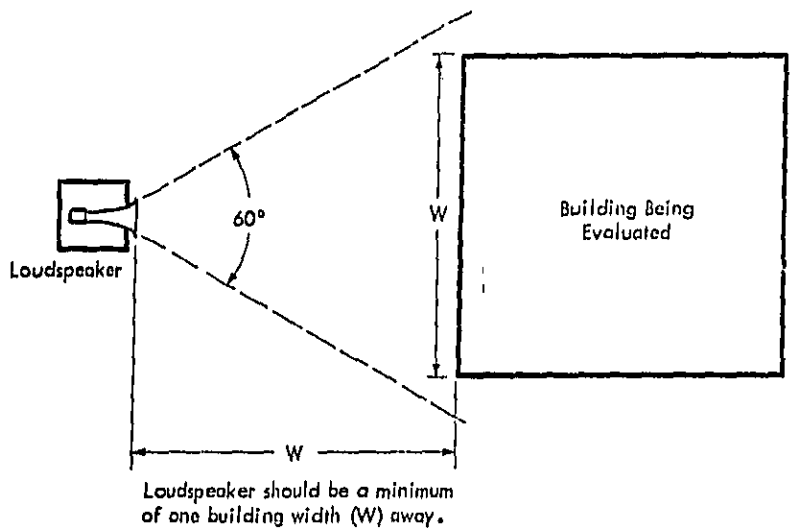 Loudspeaker
60°
W
Building Being
Evaluated
W
Loudspeaker should be a minimum
of one building width (W) away.